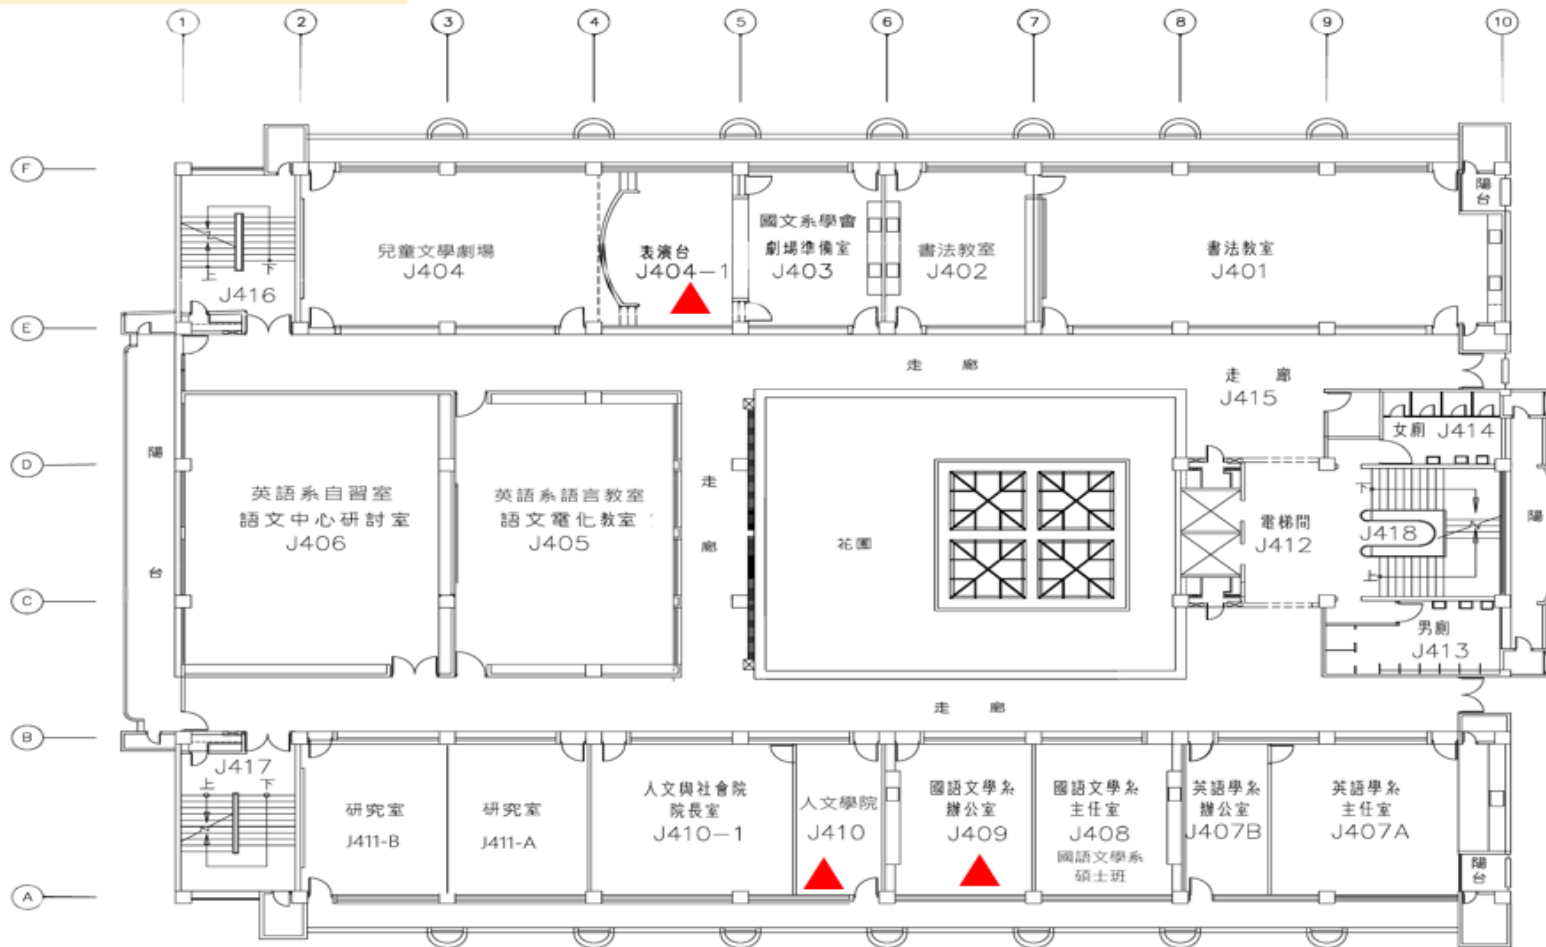 1
2
3
4
5
6
7
8
9
10
F
E
D
C
B
A
兒童文學劇場
J404
表演台
J404-1
國文系學會
劇場準備室
J403
書法教室
J402
書法教室
J401
陽
台
上
下
J416
走 廊
走 廊
J415
陽
台
英語系自習室
語文中心研討室
J406
英語系語言教室
語文電化教室
J405
走
廊
花圃
電梯間
J412
女廁 J414
下
J418
上
陽
男廁
J413
走 廊
J417
上
下
研究室
J411-B
研究室
J411-A
人文與社會院
院長室
J410-1
人文學院
J410
國語文學系
辦公室
J409
國語文學系
主任室
J408
國語文學系
碩士班
英語學系
辦公室
J407B
英語學系
主任室
J407A
陽
台